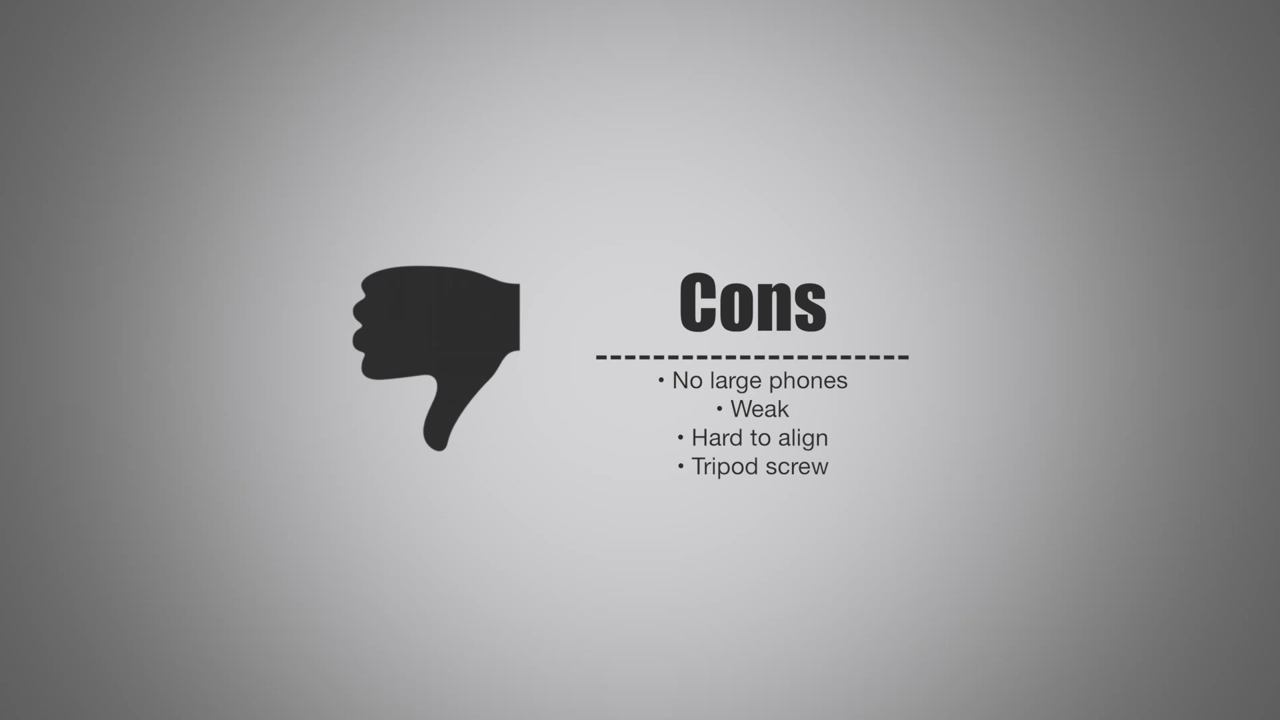 Cons
• No large phones
• Weak
• Hard to align
• Tripod screw